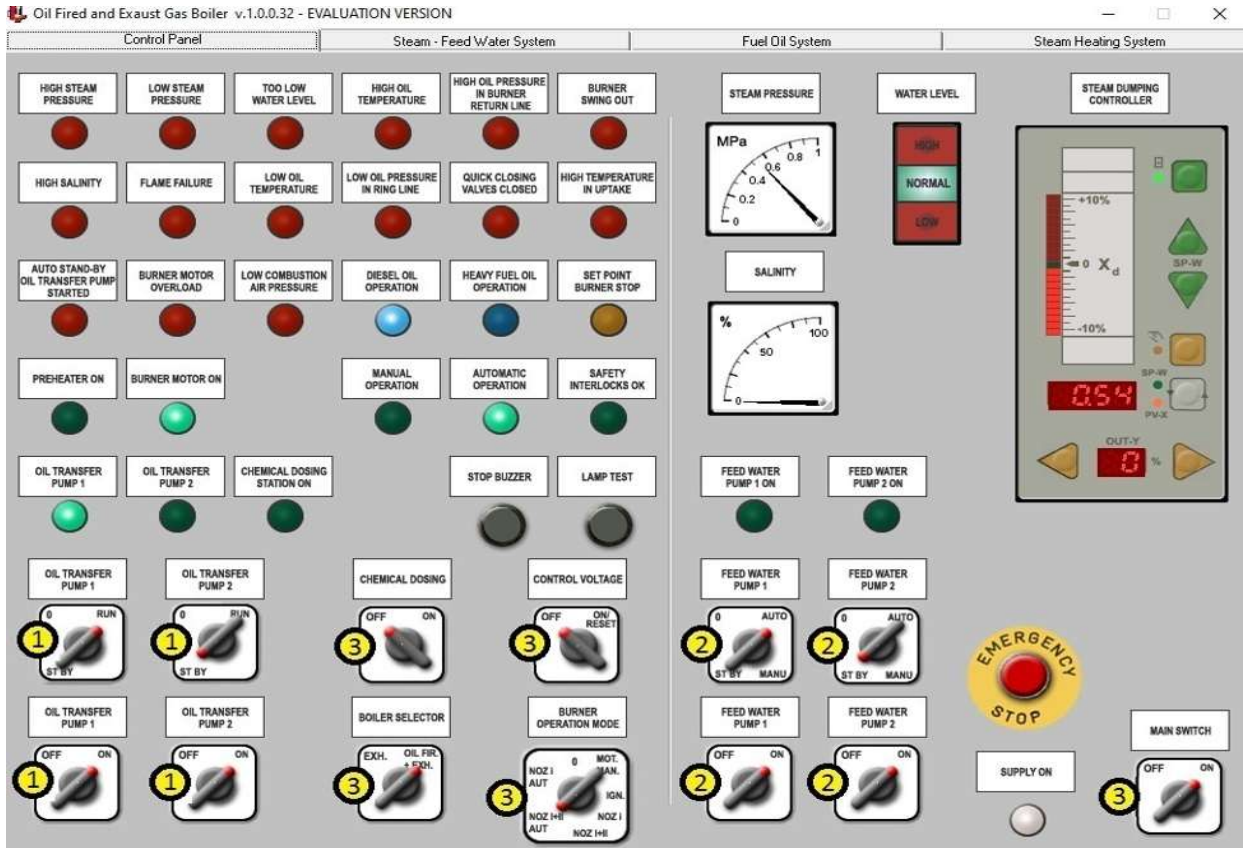 Oil Fired and Exaust Gas Boiler v.1.0.0.32 - EVALUATION VERSION
Control Panel
Steam - Feed Water System
Fuel Oil System
Steam Heating System
HIGH STEAM
PRESSURE
LOW STEAM
PRESSURE
TOO LOW
WATER LEVEL
HIGH OIL
TEMPERATURE
HIGH OIL PRESSURE
IN BURNER
RETURN LINE
BURNER
SWING OUT
HIGH SALINITY
FLAME FAILURE
LOW OIL
TEMPERATURE
LOW OIL PRESSURE
IN RING LINE
QUICK CLOSING
VALVES CLOSED
HIGH TEMPERATURE
IN UPTAKE
AUTO STAND-BY
OIL TRANSFER PUMP
STARTED
BURNER MOTOR
OVERLOAD
LOW COMBUSTION
AIR PRESSURE
DIESEL OIL
OPERATION
HEAVY FUEL OIL
OPERATION
SET POINT
BURNER STOP
PREHEATER ON
BURNER MOTOR ON
MANUAL
OPERATION
AUTOMATIC
OPERATION
SAFETY
INTERLOCKS OK
OIL TRANSFER
PUMP 1
OIL TRANSFER
PUMP 2
CHEMICAL DOSING
STATION ON
STOP BUZZER
LAMP TEST
OIL TRANSFER
PUMP 1
0 RUN
1
ST BY
OIL TRANSFER
PUMP 2
0 RUN
1
ST BY
CHEMICAL DOSING
OFF ON
3
CONTROL VOLTAGE
OFF ON/
RESET
3
OIL TRANSFER
PUMP 1
OFF ON
1
OIL TRANSFER
PUMP 2
OFF ON
1
BOILER SELECTOR
EXH. OIL FIR.
+ EXH.
3
BURNER
OPERATION MODE
0 MOT.
MAN.
NOZ I
AUT
IGN.
3
NOZ I+II
AUT
NOZ I
NOZ I+II
STEAM PRESSURE
MPa
0
0.2
0.4
0.6
0.8
1
WATER LEVEL
HIGH
NORMAL
LOW
SALINITY
%
0
50
100
STEAM DUMPING
CONTROLLER
+10%
0 Xd
-10%
SP-W
SP-W
0.54
PV-X
OUT-Y
0 %
FEED WATER
PUMP 1 ON
FEED WATER
PUMP 2 ON
FEED WATER
PUMP 1
0 AUTO
2
ST BY MANU
FEED WATER
PUMP 2
0 AUTO
2
ST BY MANU
FEED WATER
PUMP 1
OFF ON
2
FEED WATER
PUMP 2
OFF ON
2
EMERGENCY
STOP
SUPPLY ON
MAIN SWITCH
OFF ON
3